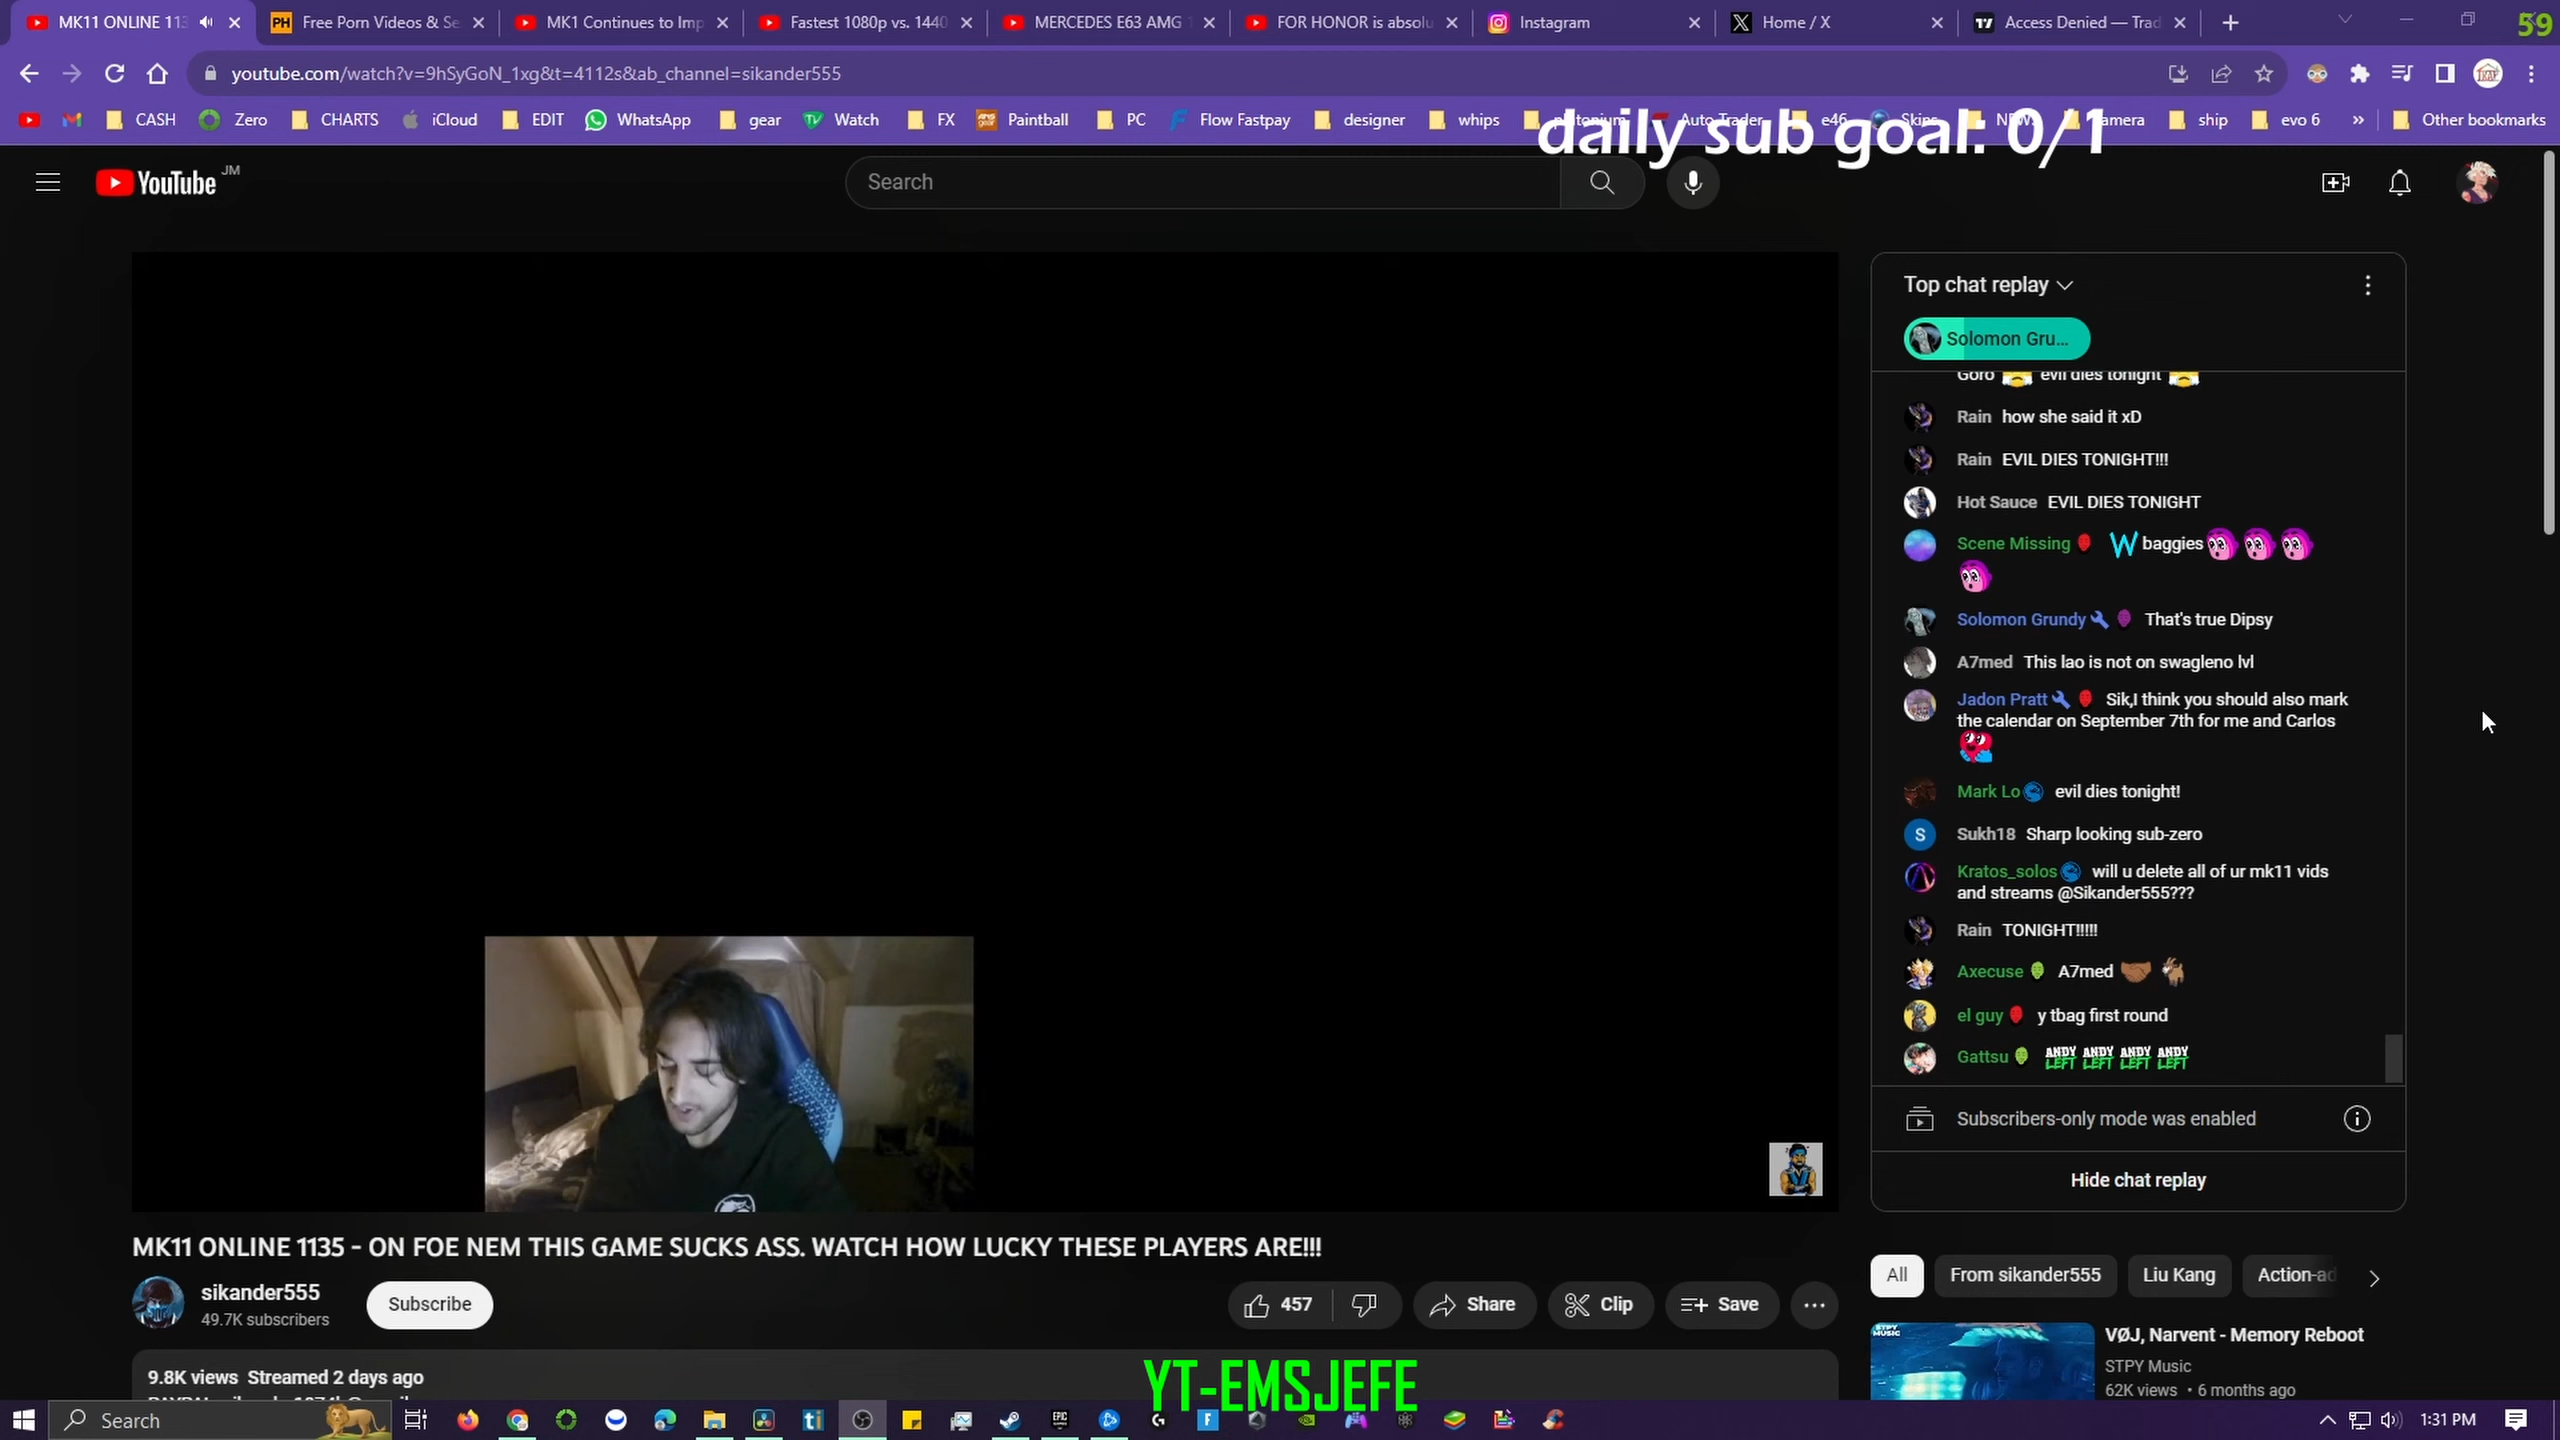 MK11 ONLINE 113
Free Porn Videos & Se
MK1 Continues to Imp
Fastest 1080p vs. 1440
MERCEDES E63 AMG
FOR HONOR is absolu
Instagram
Home / X
Access Denied — Trad
59
youtube.com/watch?v=9hSyGoN_1xg&t=4112s&ab_channel=sikander555
CASH
Zero
CHARTS
iCloud
EDIT
WhatsApp
gear
Watch
FX
Paintball
PC
Flow Fastpay
designer
whips
Auto Trader
e46
Skips
ship
evo 6
»
Other bookmarks
daily sub goal: 0/1
YouTube JM
Search
Top chat replay
Solomon Gru...
Goro evil dies tonight
Rain how she said it xD
Rain EVIL DIES TONIGHT!!!
Hot Sauce EVIL DIES TONIGHT
Scene Missing W baggies
Solomon Grundy That's true Dipsy
A7med This lao is not on swagleno lvl
Jadon Pratt Sik,I think you should also mark
the calendar on September 7th for me and Carlos
Mark Lo evil dies tonight!
S Sukh18 Sharp looking sub-zero
Kratos_solos will u delete all of ur mk11 vids
and streams @Sikander555???
Rain TONIGHT!!!!!
Axecuse A7med
el guy y tbag first round
Gattsu ANDY LEFT ANDY LEFT ANDY LEFT ANDY LEFT
Subscribers-only mode was enabled
Hide chat replay
MK11 ONLINE 1135 - ON FOE NEM THIS GAME SUCKS ASS. WATCH HOW LUCKY THESE PLAYERS ARE!!!
sikander555
49.7K subscribers
Subscribe
457
Share
Clip
Save
All
From sikander555
Liu Kang
Action-ad
9.8K views Streamed 2 days ago
STPY MUSIC
VØJ, Narvent - Memory Reboot
STPY Music
62K views • 6 months ago
YT-EMSJEFE
Search
1:31 PM